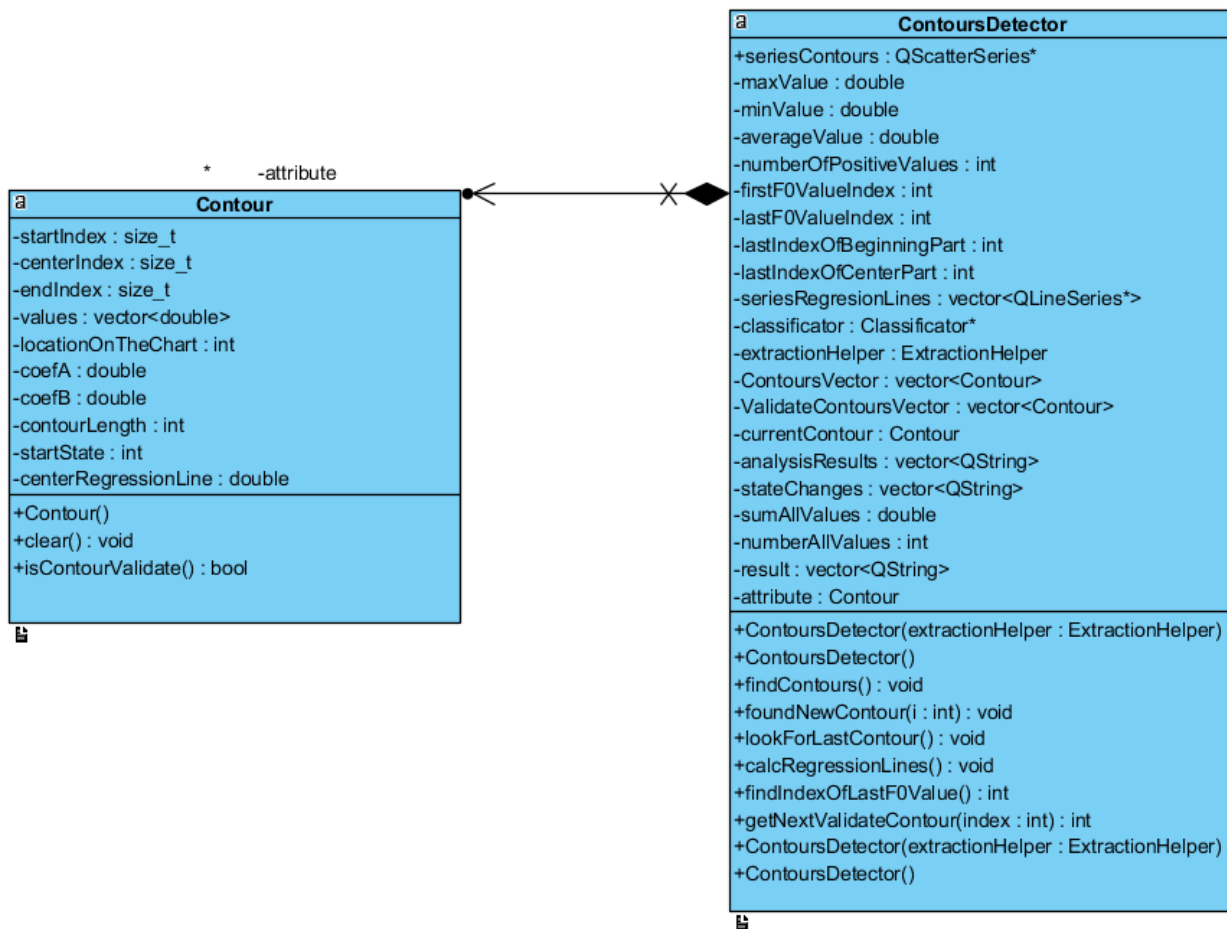 * -attribute
a
Contour
-startIndex : size_t
-centerIndex : size_t
-endIndex : size_t
-values : vector<double>
-locationOnTheChart : int
-coefA : double
-coefB : double
-contourLength : int
-startState : int
-centerRegressionLine : double
+Contour()
+clear() : void
+isContourValidate() : bool
a
ContoursDetector
+seriesContours : QScatterSeries*
-maxValue : double
-minValue : double
-averageValue : double
-numberOfPositiveValues : int
-firstF0ValueIndex : int
-lastF0ValueIndex : int
-lastIndexOfBeginningPart : int
-lastIndexOfCenterPart : int
-seriesRegresionLines : vector<QLineSeries*>
-classificator : Classificator*
-extractionHelper : ExtractionHelper
-ContoursVector : vector<Contour>
-ValidateContoursVector : vector<Contour>
-currentContour : Contour
-analysisResults : vector<QString>
-stateChanges : vector<QString>
-sumAllValues : double
-numberAllValues : int
-result : vector<QString>
-attribute : Contour
+ContoursDetector(extractionHelper : ExtractionHelper)
+ContoursDetector()
+findContours() : void
+foundNewContour(i : int) : void
+lookForLastContour() : void
+calcRegressionLines() : void
+findIndexOfLastF0Value() : int
+getNextValidateContour(index : int) : int
+ContoursDetector(extractionHelper : ExtractionHelper)
+ContoursDetector()